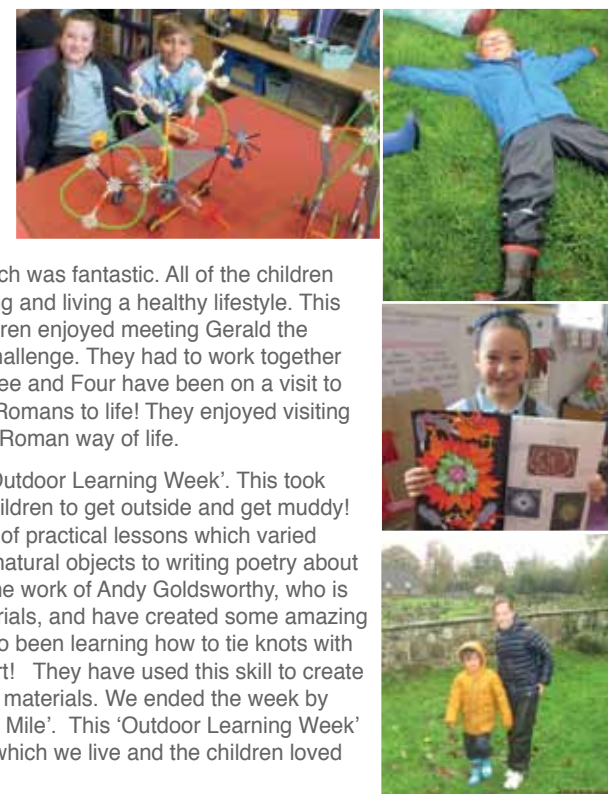 ch was fantastic. All of the children
g and living a healthy lifestyle. This
ren enjoyed meeting Gerald the
hallenge. They had to work together
ee and Four have been on a visit to
Romans to life! They enjoyed visiting
Roman way of life.
Outdoor Learning Week’. This took
ildren to get outside and get muddy!
of practical lessons which varied
natural objects to writing poetry about
ne work of Andy Goldsworthy, who is
rials, and have created some amazing
o been learning how to tie knots with
rt! They have used this skill to create
materials. We ended the week by
Mile’. This ‘Outdoor Learning Week’
which we live and the children loved